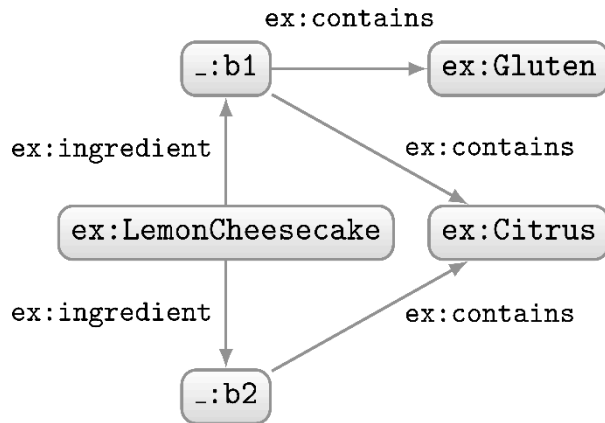 ex:contains
_:b1
ex:Gluten
ex:ingredient
ex:contains
ex:LemonCheesecake
ex:Citrus
ex:ingredient
ex:contains
_:b2